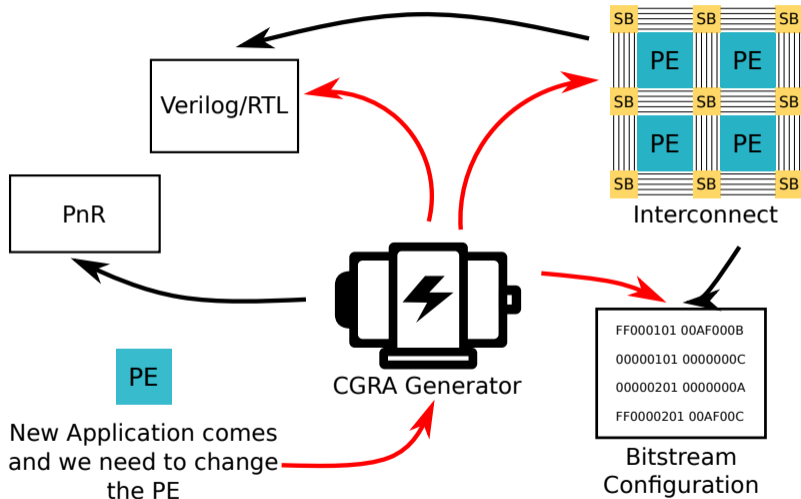 SB SB SB
PE PE
Verilog/RTL
SB SB SB
PE PE
SB SB SB
PnR
Interconnect
FF000101 00AF000B
00000101 0000000C
00000201 0000000A
FF0000201 00AF00C
PE
CGRA Generator
New Application comes
and we need to change
the PE
Bitstream
Configuration